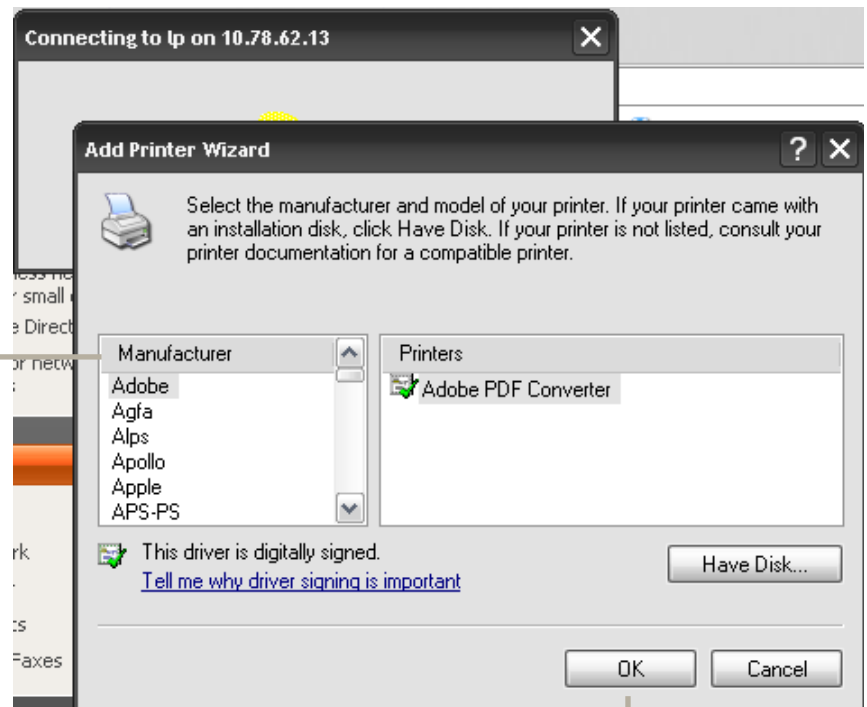 Connecting to lp on 10.78.62.13
Add Printer Wizard
Select the manufacturer and model of your printer. If your printer came with
an installation disk, click Have Disk. If your printer is not listed, consult your
printer documentation for a compatible printer.
small
Direct
Manufacturer
Printers
Adobe
Adobe PDF Converter
Agfa
Alps
Apollo
Apple
APS-PS
This driver is digitally signed.
Tell me why driver signing is important
Have Disk...
Faxes
OK
Cancel